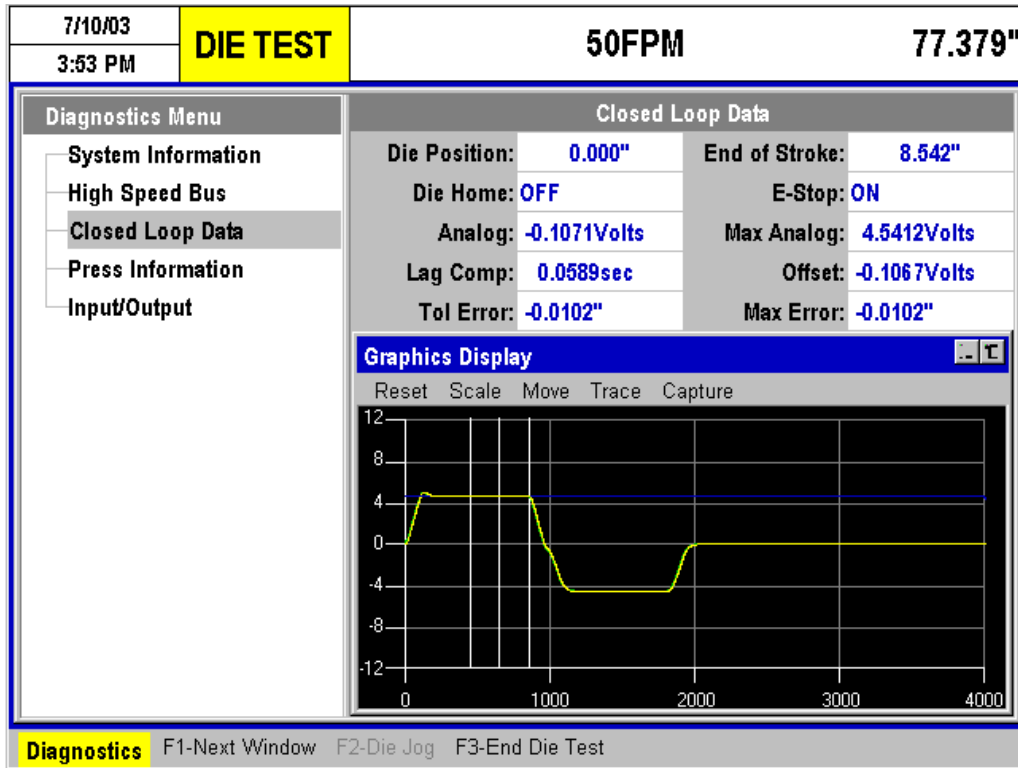 7/10/03
3:53 PM
DIE TEST
50FPM
77.379"
Diagnostics Menu
System Information
High Speed Bus
Closed Loop Data
Press Information
Input/Output
Closed Loop Data
Die Position: 0.000" End of Stroke: 8.542"
Die Home: OFF E-Stop: ON
Analog: -0.1071Volts Max Analog: 4.5412Volts
Lag Comp: 0.0589sec Offset: -0.1067Volts
Tol Error: -0.0102" Max Error: -0.0102"
Graphics Display
Reset Scale Move Trace Capture
12
8
4
0
-4
-8
-12
0 1000 2000 3000 4000
Diagnostics F1-Next Window F2-Die Jog F3-End Die Test